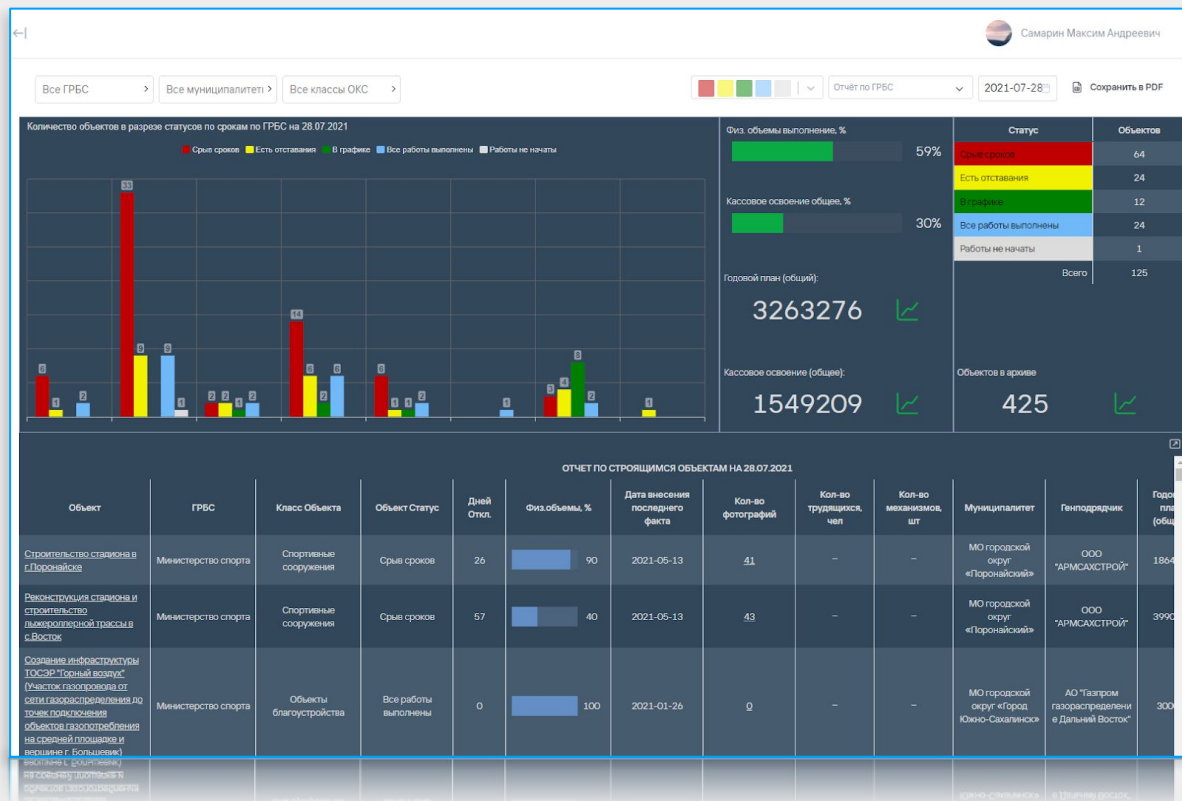 Самарин Максим Андреевич
Все ГРБС
Все муниципалитеты
Все классы ОКС
Отчёт по ГРБС
2021-07-28
Сохранить в PDF
Количество объектов в разрезе статусов по срокам по ГРБС на 28.07.2021
Срыв сроков Есть отставания В графике Все работы выполнены Работы не начаты
6 1 2
33 9 9 1
2 2 1 2
14 6 2 6
6 1 1 2
1
3 4 8 2
1
Физ. объемы выполнение, %
59%
Кассовое освоение общее, %
30%
Годовой план (общий):
3263276
Кассовое освоение (общее):
1549209
Статус Объектов
Срыв сроков 64
Есть отставания 24
В графике 12
Все работы выполнены 24
Работы не начаты 1
Всего 125
Объектов в архиве
425
ОТЧЕТ ПО СТРОЯЩИМСЯ ОБЪЕКТАМ НА 28.07.2021
Объект
ГРБС
Класс Объекта
Объект Статус
Дней
Откл.
Физ.объемы, %
Дата внесения
последнего
факта
Кол-во
фотографий
Кол-во
трудящихся,
чел
Кол-во
механизмов,
шт
Муниципалитет
Генподрядчик
Строительство стадиона в
г.Поронайске
Министерство спорта
Спортивные
сооружения
Срыв сроков
26
90
2021-05-13
41
–
–
МО городской
округ
«Поронайский»
ООО
"АРМСАХСТРОЙ"
1864
Реконструкция стадиона и
строительство
лыжероллерной трассы в
с.Восток
Министерство спорта
Спортивные
сооружения
Срыв сроков
57
40
2021-05-13
43
–
–
МО городской
округ
«Поронайский»
ООО
"АРМСАХСТРОЙ"
3990
Создание инфраструктуры
ТОСЭР "Горный воздух"
(Участок газопровода от
сети газораспределения до
точек подключения
объектов газопотребления
на средней площадке и
вершине г. Большевик)
Министерство спорта
Объекты
благоустройства
Все работы
выполнены
0
100
2021-01-26
0
–
–
МО городской
округ «Город
Южно-Сахалинск»
АО "Газпром
газораспределени
е Дальний Восток"
300